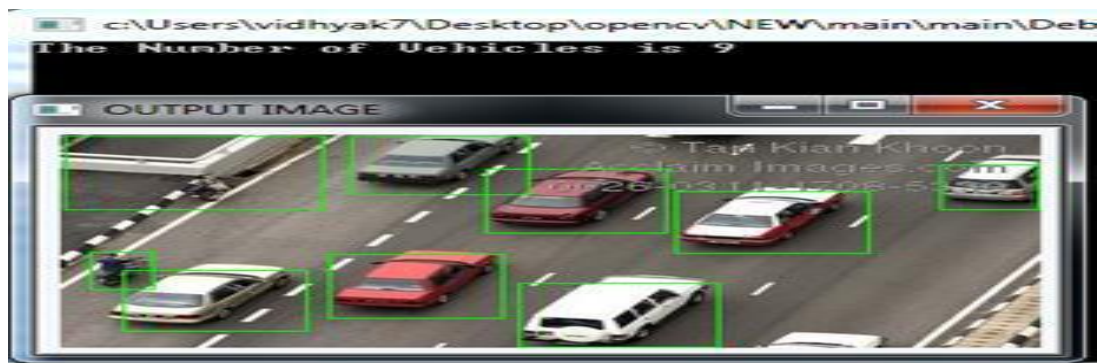 c:\Users\vidhyak7\Desktop\opencv\NEW\main\main\Deb
The Number of Vehicles is 9
OUTPUT IMAGE
© Tan Kian Khoon
Acclaim Images.com